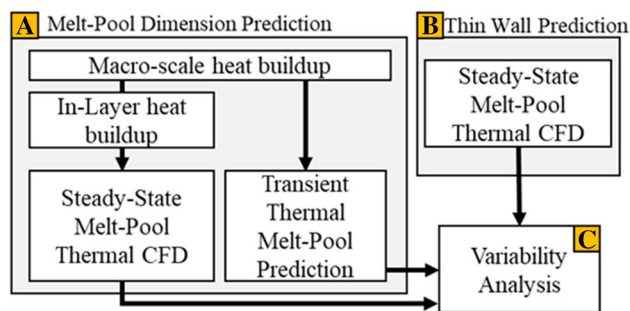 A Melt-Pool Dimension Prediction
Macro-scale heat buildup
In-Layer heat
buildup
Steady-State
Melt-Pool
Thermal CFD
Transient
Thermal
Melt-Pool
Prediction
B Thin Wall Prediction
Steady-State
Melt-Pool
Thermal CFD
C
Variability
Analysis